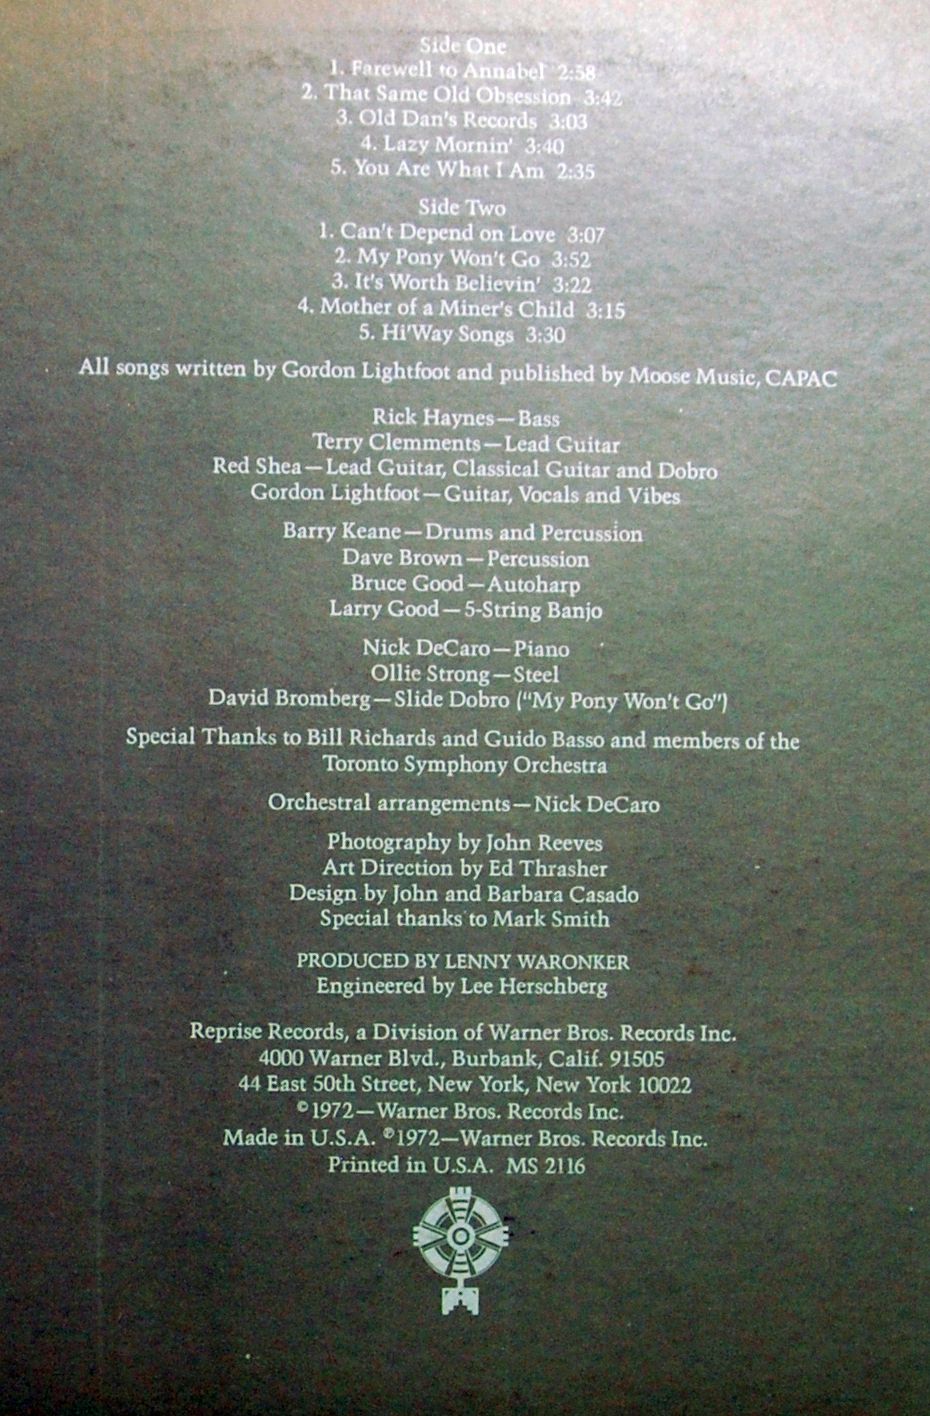 Side One
1. Farewell to Annabel 2:58
2. That Same Old Obsession 3:42
3. Old Dan's Records 3:03
4. Lazy Mornin' 3:40
5. You Are What I Am 2:35
Side Two
1. Can't Depend on Love 3:07
2. My Pony Won't Go 3:52
3. It's Worth Believin' 3:22
4. Mother of a Miner's Child 3:15
5. Hi'Way Songs 3:30
All songs written by Gordon Lightfoot and published by Moose Music, CAPAC
Rick Haynes—Bass
Terry Clemments—Lead Guitar
Red Shea—Lead Guitar, Classical Guitar and Dobro
Gordon Lightfoot—Guitar, Vocals and Vibes
Barry Keane—Drums and Percussion
Dave Brown—Percussion
Bruce Good—Autoharp
Larry Good—5-String Banjo
Nick DeCaro—Piano
Ollie Strong—Steel
David Bromberg—Slide Dobro ("My Pony Won't Go")
Special Thanks to Bill Richards and Guido Basso and members of the
Toronto Symphony Orchestra
Orchestral arrangements—Nick DeCaro
Photography by John Reeves
Art Direction by Ed Thrasher
Design by John and Barbara Casado
Special thanks to Mark Smith
PRODUCED BY LENNY WARONKER
Engineered by Lee Herschberg
Reprise Records, a Division of Warner Bros. Records Inc.
4000 Warner Blvd., Burbank, Calif. 91505
44 East 50th Street, New York, New York 10022
©1972—Warner Bros. Records Inc.
Made in U.S.A. ℗1972—Warner Bros. Records Inc.
Printed in U.S.A. MS 2116